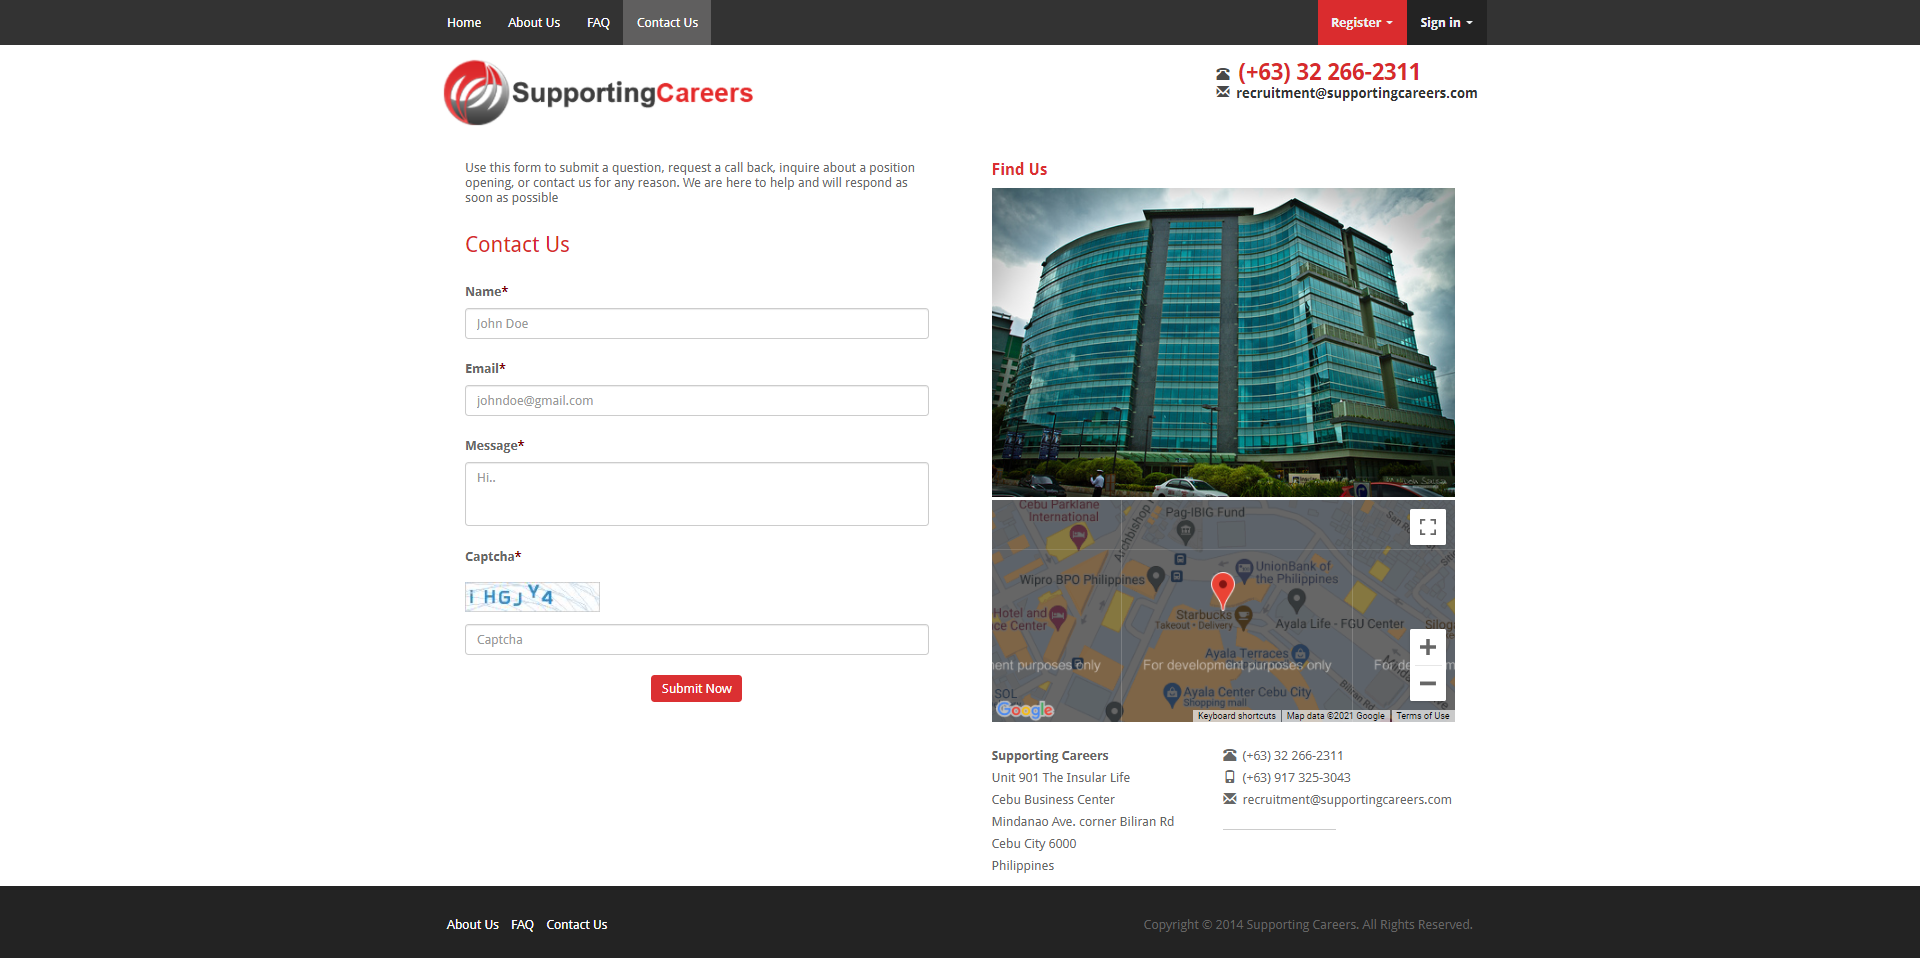 Home About Us FAQ Contact Us Register Sign in
SupportingCareers
(+63) 32 266-2311
recruitment@supportingcareers.com
Use this form to submit a question, request a call back, inquire about a position
opening, or contact us for any reason. We are here to help and will respond as
soon as possible
Contact Us
Name*
John Doe
Email*
johndoe@gmail.com
Message*
Hi..
Captcha*
iHGJY4
Captcha
Submit Now
Find Us
Cebu Parklane
International
Pag-IBIG Fund
Archbishop
Wipro BPO Philippines
UnionBank of
the Philippines
Hotel and
ce Center
Starbucks
Takeout • Delivery
Ayala Life - FGU Center
Ayala Terraces
ent purposes only
For development purposes only
For de
SOL
Ayala Center Cebu City
Shopping mall
Google
Keyboard shortcuts
Map data ©2021 Google
Terms of Use
Supporting Careers
Unit 901 The Insular Life
Cebu Business Center
Mindanao Ave. corner Biliran Rd
Cebu City 6000
Philippines
(+63) 32 266-2311
(+63) 917 325-3043
recruitment@supportingcareers.com
About Us FAQ Contact Us
Copyright © 2014 Supporting Careers. All Rights Reserved.